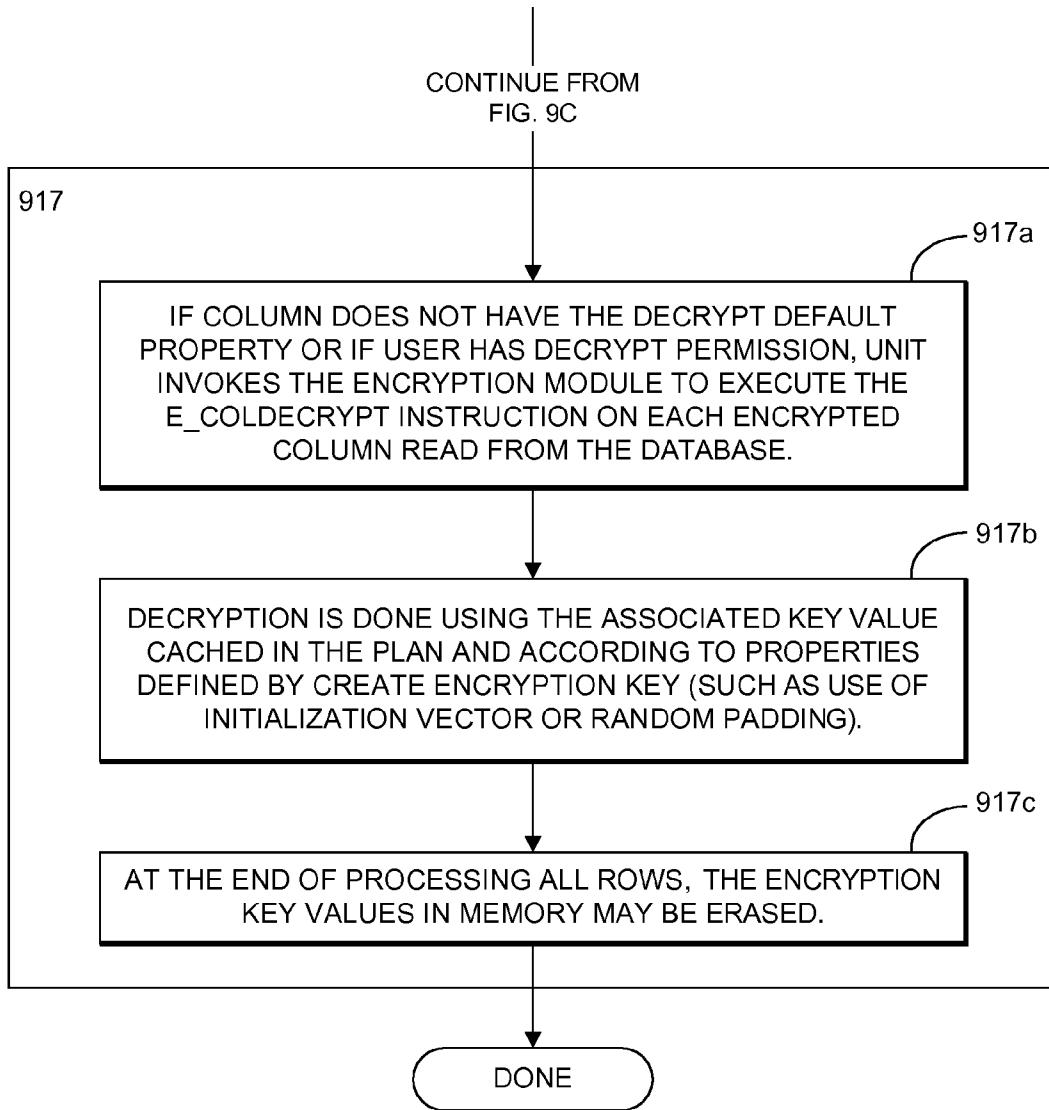 CONTINUE FROM
FIG. 9C
917
917a
IF COLUMN DOES NOT HAVE THE DECRYPT DEFAULT
PROPERTY OR IF USER HAS DECRYPT PERMISSION, UNIT
INVOKES THE ENCRYPTION MODULE TO EXECUTE THE
E_COLDECRYPT INSTRUCTION ON EACH ENCRYPTED
COLUMN READ FROM THE DATABASE.
917b
DECRYPTION IS DONE USING THE ASSOCIATED KEY VALUE
CACHED IN THE PLAN AND ACCORDING TO PROPERTIES
DEFINED BY CREATE ENCRYPTION KEY (SUCH AS USE OF
INITIALIZATION VECTOR OR RANDOM PADDING).
917c
AT THE END OF PROCESSING ALL ROWS, THE ENCRYPTION
KEY VALUES IN MEMORY MAY BE ERASED.
DONE